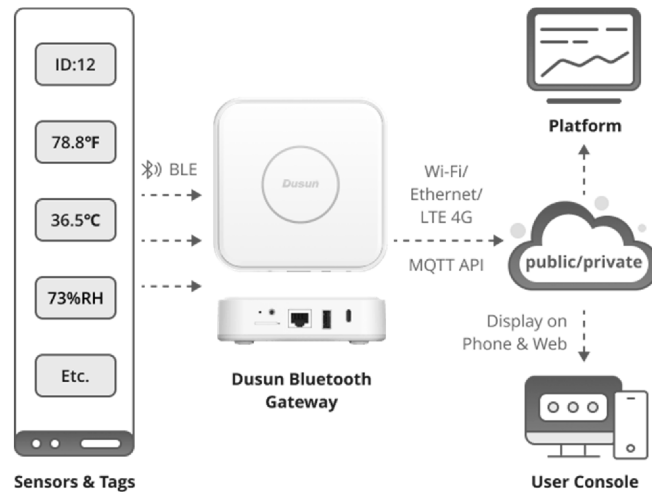 ID:12
78.8°F
36.5°C
73%RH
Etc.
Sensors & Tags
BLE
Dusun
Dusun Bluetooth
Gateway
Wi-Fi/
Ethernet/
LTE 4G
MQTT API
Platform
public/private
Display on
Phone & Web
User Console